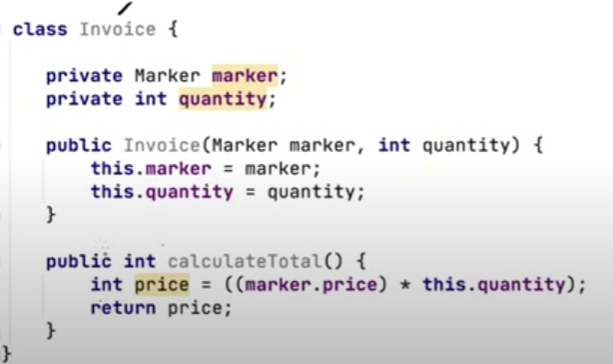 class Invoice {
private Marker marker;
private int quantity;
public Invoice(Marker marker, int quantity) {
this.marker = marker;
this.quantity = quantity;
}
public int calculateTotal() {
int price = ((marker.price) * this.quantity);
return price;
}
}